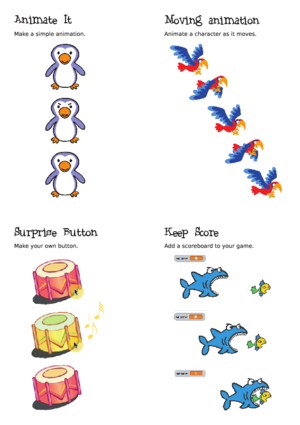 Animate It
Make a simple animation.
Moving animation
Animate a character as it moves.
Surprise Button
Make your own button.
Keep Score
Add a scoreboard to your game.